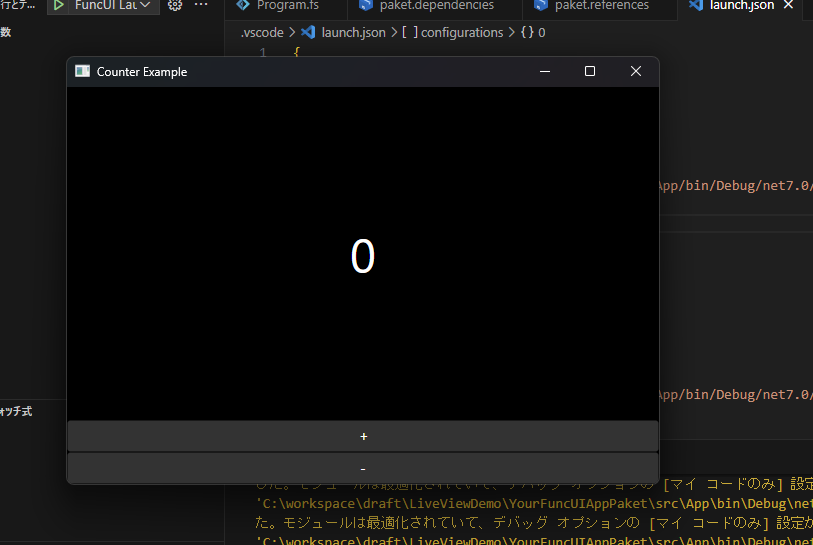 行とデ... FuncUI Lau ... Program.fs paket.dependencies paket.references launch.json
数 .vscode > launch.json > [ ] configurations > {} 0
1 {
Counter Example
App/bin/Debug/net7.0/
0
App/bin/Debug/net7.0/
ォッチ式
+
-
した。モジュールは最適化されていて、デバッグ オプションの [マイ コードのみ] 設定
'C:\workspace\draft\LiveViewDemo\YourFuncUIAppPaket\src\App\bin\Debug\net
た。モジュールは最適化されていて、デバッグ オプションの [マイ コードのみ] 設定か
'C:\workspace\draft\LiveViewDemo\YourFuncUIAppPaket\src\App\bin\Debug\net